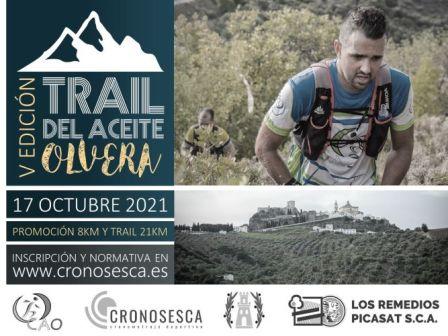 V EDICIÓN
TRAIL
DEL ACEITE
OLVERA
17 OCTUBRE 2021
PROMOCIÓN 8KM Y TRAIL 21KM
INSCRIPCIÓN Y NORMATIVA EN
www.cronosesca.es
CAO
CRONOSESCA
cronometraje deportivo
LOS REMEDIOS
PICASAT S.C.A.